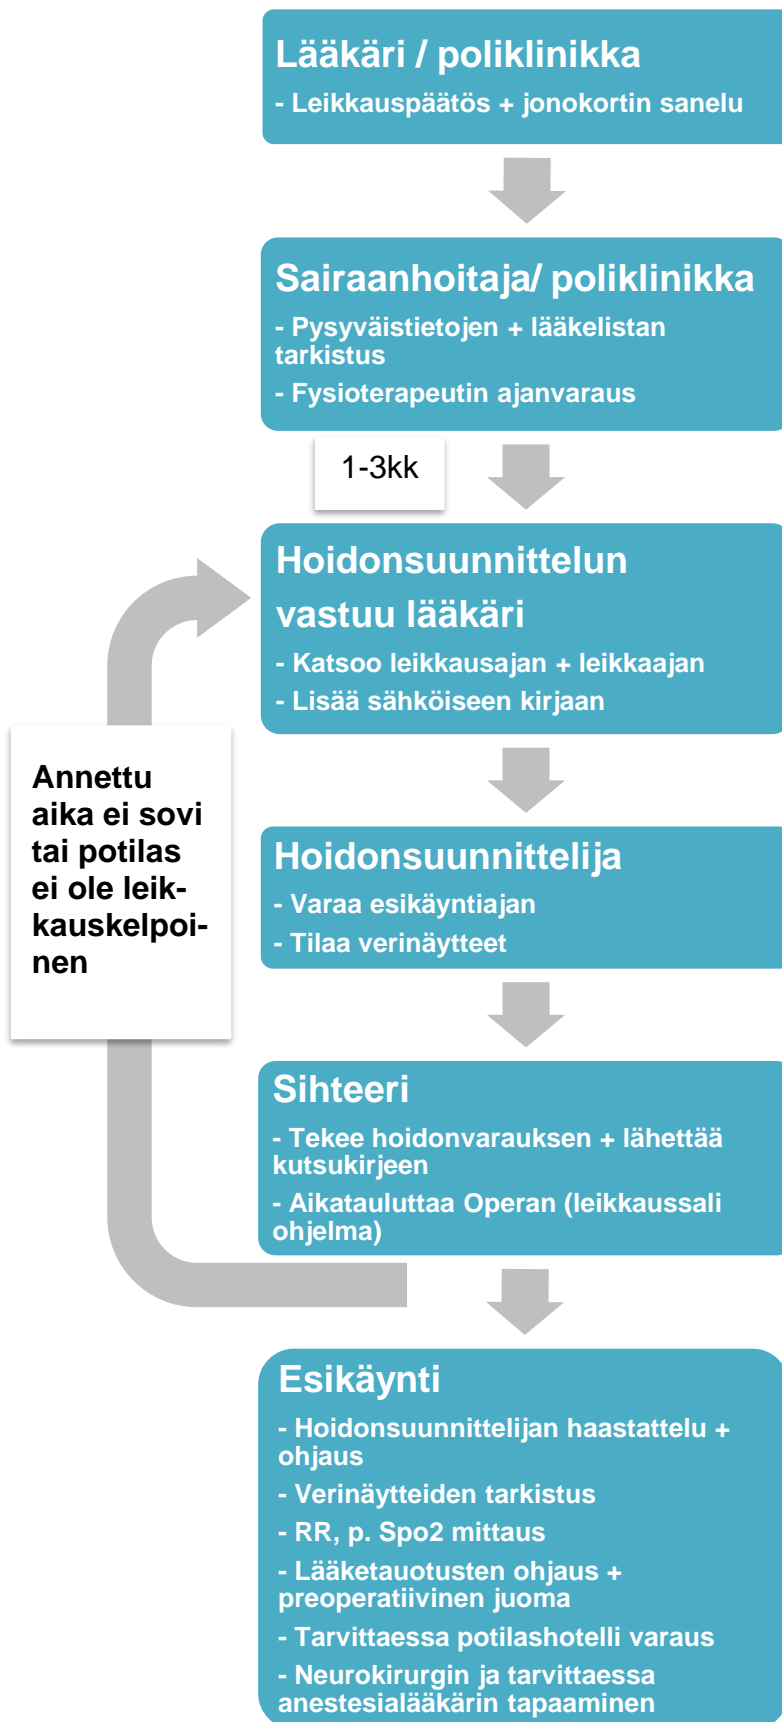 Lääkäri / poliklinikka
- Leikkauspäätös + jonokortin sanelu
Sairaanhoitaja/ poliklinikka
- Pysyväistietojen + lääkelistan
tarkistus
- Fysioterapeutin ajanvaraus
1-3kk
Hoidonsuunnittelun
vastuu lääkäri
- Katsoo leikkausajan + leikkaajan
- Lisää sähköiseen kirjaan
Annettu
aika ei sovi
tai potilas
ei ole leik-
kauskelpoi-
nen
Hoidonsuunnittelija
- Varaa esikäyntiajan
- Tilaa verinäytteet
Sihteeri
- Tekee hoidonvarauksen + lähettää
kutsukirjeen
- Aikatauluttaa Operan (leikkaussali
ohjelma)
Esikäynti
- Hoidonsuunnittelijan haastattelu +
ohjaus
- Verinäytteiden tarkistus
- RR, p. Spo2 mittaus
- Lääketauotusten ohjaus +
preoperatiivinen juoma
- Tarvittaessa potilashotelli varaus
- Neurokirurgin ja tarvittaessa
anestesialääkärin tapaaminen